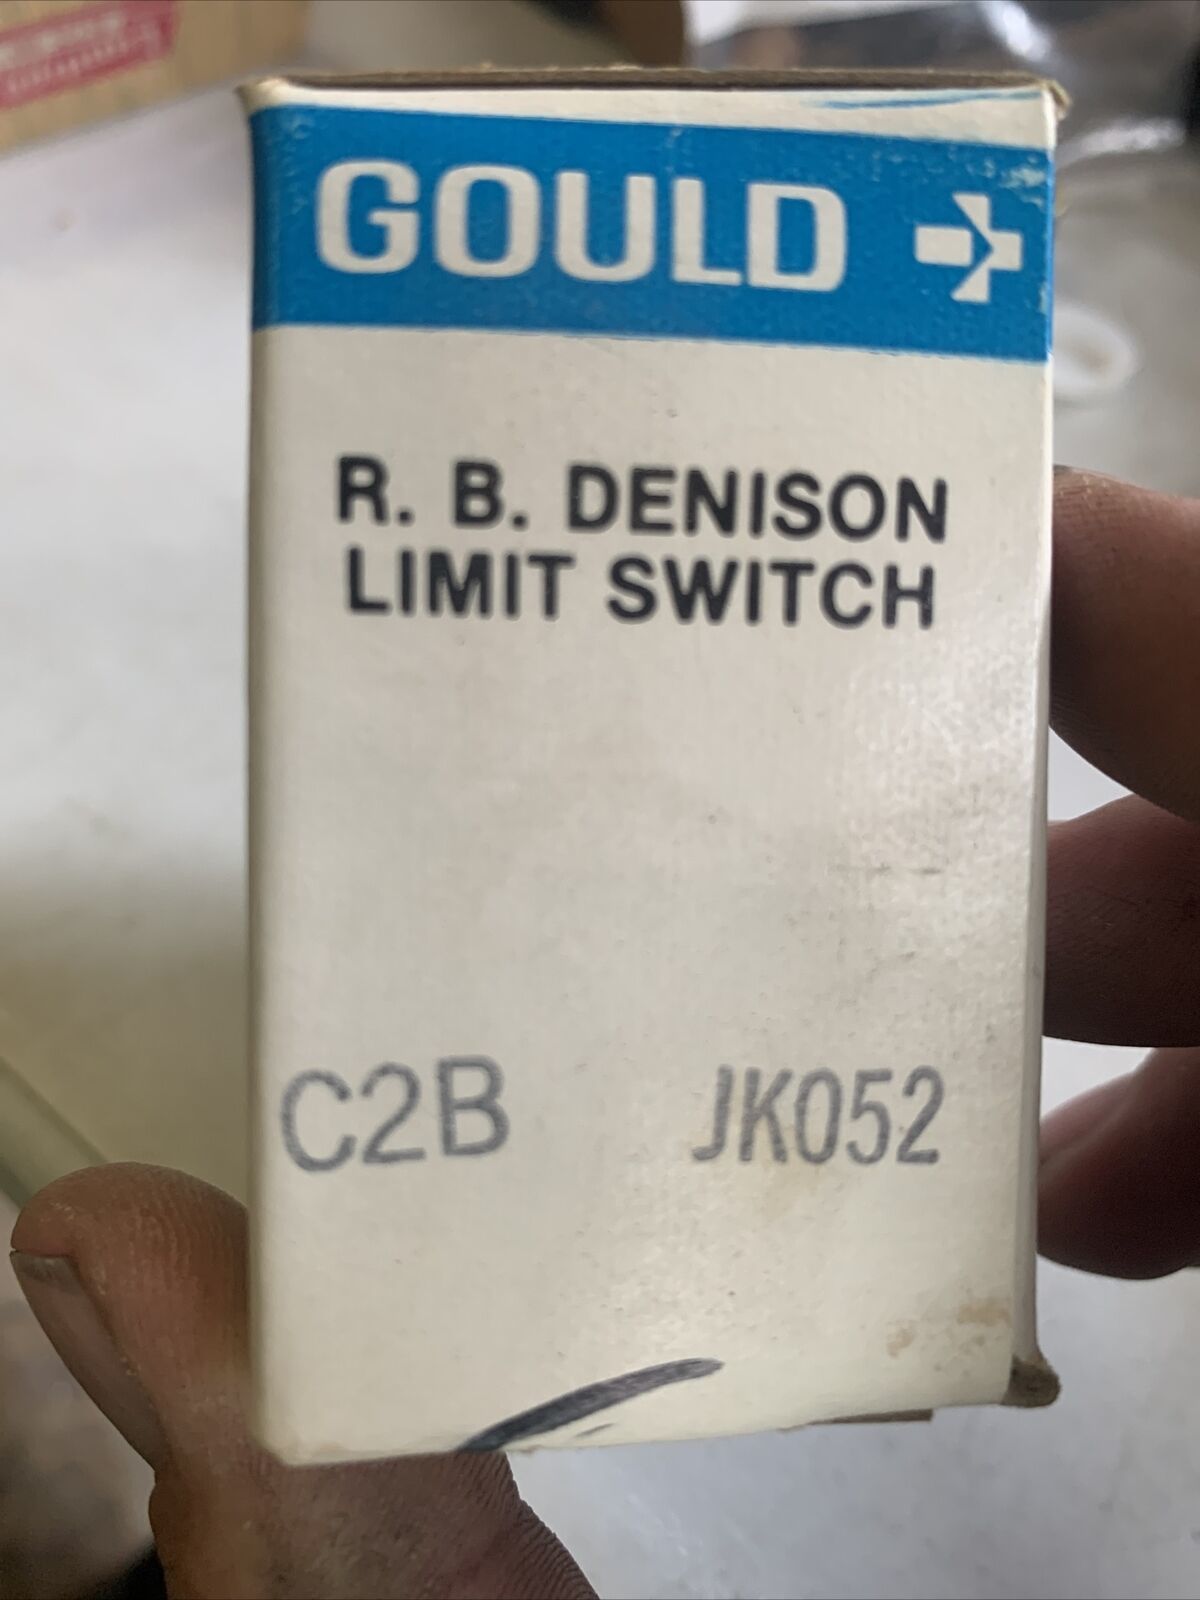 GOULD
R. B. DENISON
LIMIT SWITCH
C2B JK052